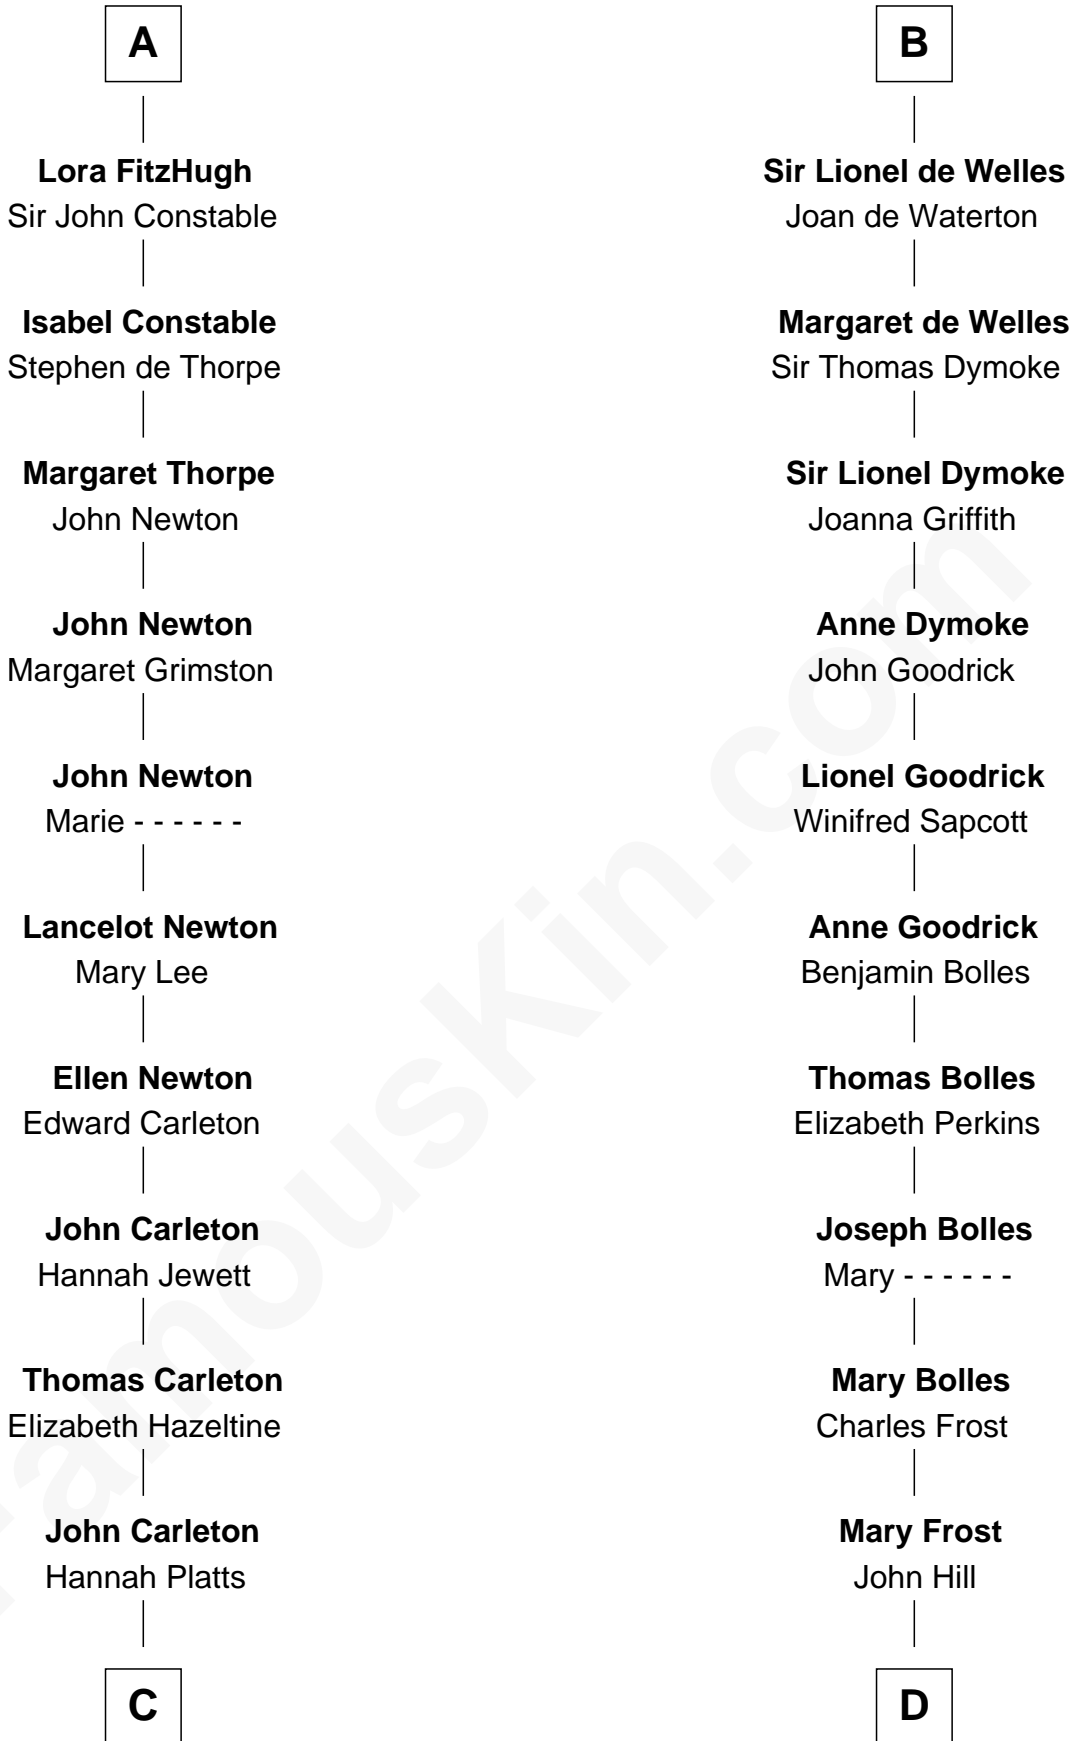 A
Lora FitzHugh
Sir John Constable
Isabel Constable
Stephen de Thorpe
Margaret Thorpe
John Newton
John Newton
Margaret Grimston
John Newton
Marie - - - - - -
Lancelot Newton
Mary Lee
Ellen Newton
Edward Carleton
John Carleton
Hannah Jewett
Thomas Carleton
Elizabeth Hazeltine
John Carleton
Hannah Platts
C
B
Sir Lionel de Welles
Joan de Waterton
Margaret de Welles
Sir Thomas Dymoke
Sir Lionel Dymoke
Joanna Griffith
Anne Dymoke
John Goodrick
Lionel Goodrick
Winifred Sapcott
Anne Goodrick
Benjamin Bolles
Thomas Bolles
Elizabeth Perkins
Joseph Bolles
Mary - - - - - -
Mary Bolles
Charles Frost
Mary Frost
John Hill
D
FamousKin.com